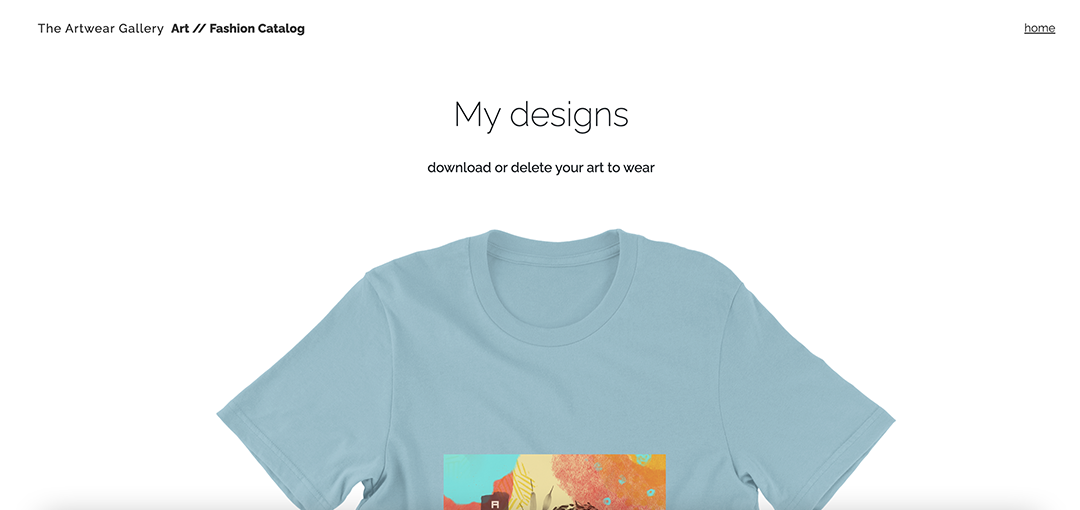 The Artwear Gallery Art // Fashion Catalog
home
My designs
download or delete your art to wear